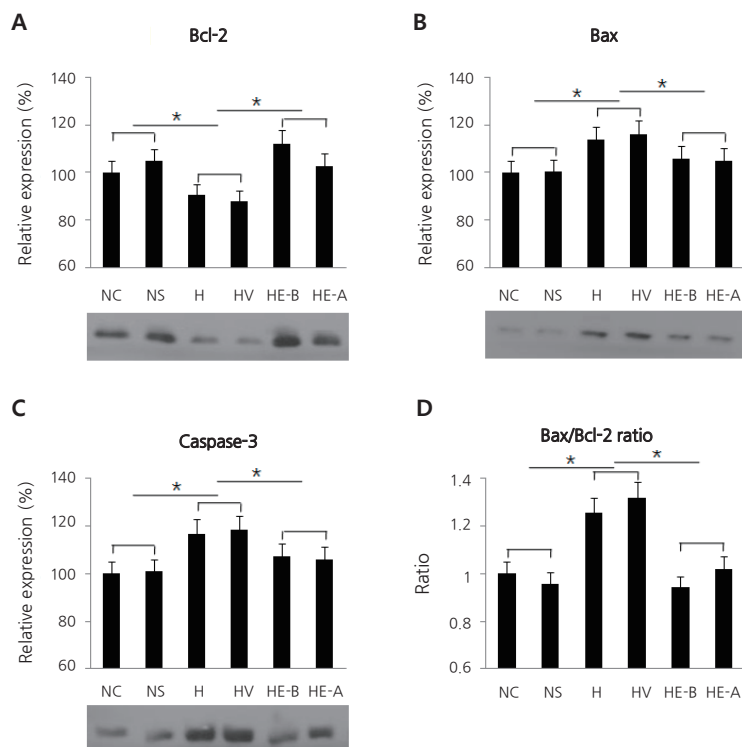 A
Bcl-2
Relative expression (%)
140
120
100
80
60
*
*
NC NS H HV HE-B HE-A
B
Bax
Relative expression (%)
140
120
100
80
60
*
*
NC NS H HV HE-B HE-A
C
Caspase-3
Relative expression (%)
140
120
100
80
60
*
*
NC NS H HV HE-B HE-A
D
Bax/Bcl-2 ratio
Ratio
1.4
1.2
1
0.8
0.6
*
*
NC NS H HV HE-B HE-A